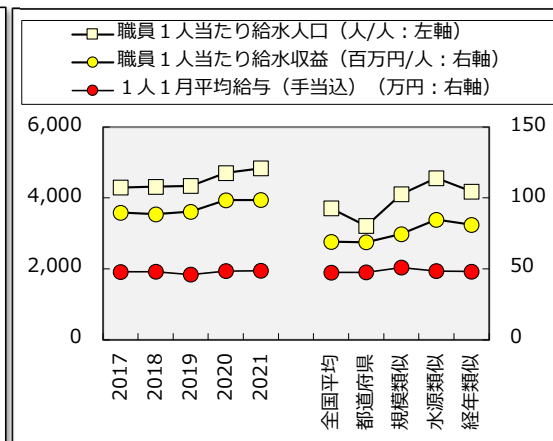 職員１人当たり給水人口（人/人：左軸）
職員１人当たり給水収益（百万円/人：右軸）
１人１月平均給与（手当込）（万円：右軸）
6,000
4,000
2,000
0
150
100
50
0
2017
2018
2019
2020
2021
全国平均
都道府県
規模類似
水源類似
経年類似